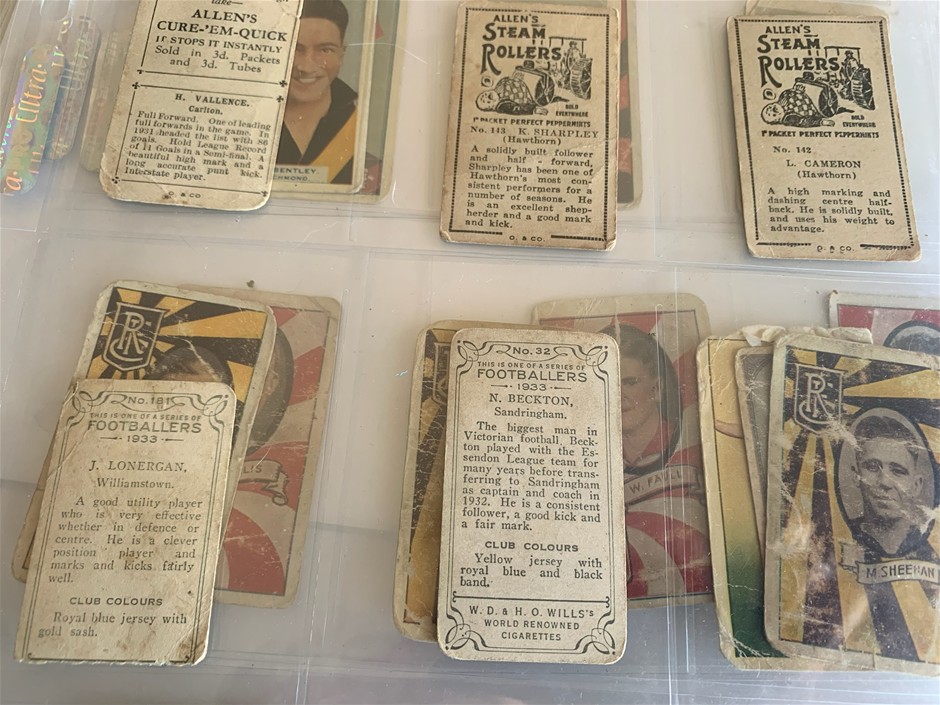 take—
ALLEN'S
CURE-'EM-QUICK
IT STOPS IT INSTANTLY
Sold in 3d. Packets
and 3d. Tubes
H. VALLENCE.
Carlton.
Full Forward. One of leading
full forwards in the game. In
1931 headed the list with 86
goals. Hold League Record
of 11 Goals in a Semi-final. A
beautiful high mark and a
long accurate punt kick.
Interstate player.
O. & CO
BENTLEY
RICHMOND.
Ultra
ALLEN'S
STEAM
ROLLERS
SOLD
EVERYWHERE
1D PACKET PERFECT PEPPERMINTS
No. 143 K. SHARPLEY
(Hawthorn)
A solidly built follower
and half - forward,
Sharpley has been one of
Hawthorn's most con-
sistent performers for a
number of seasons. He
is an excellent shep-
herder and a good mark
and kick.
O. & CO.
ALLEN'S
STEAM
ROLLERS
SOLD
EVERYWHERE
1D PACKET PERFECT PEPPERMINTS
No. 142
L. CAMERON
(Hawthorn)
A high marking and
dashing centre half-
back. He is solidly built,
and uses his weight to
advantage.
O. & CO.
No. 181
THIS IS ONE OF A SERIES OF
FOOTBALLERS
1933
J. LONERGAN,
Williamstown.
A good utility player
who is very effective
whether in defence or
centre. He is a clever
position player and
marks and kicks fairly
well.
CLUB COLOURS
Royal blue jersey with
gold sash.
LIS
No. 32
THIS IS ONE OF A SERIES OF
FOOTBALLERS
1933
N. BECKTON,
Sandringham.
The biggest man in
Victorian football. Beck-
ton played with the Es-
sendon League team for
many years before trans-
ferring to Sandringham
as captain and coach in
1932. He is a consistent
follower, a good kick and
a fair mark.
CLUB COLOURS
Yellow jersey with
royal blue and black
band.
W. D. & H. O. WILLS'S
WORLD RENOWNED
CIGARETTES
W. FAULL
M. SHEEHAN